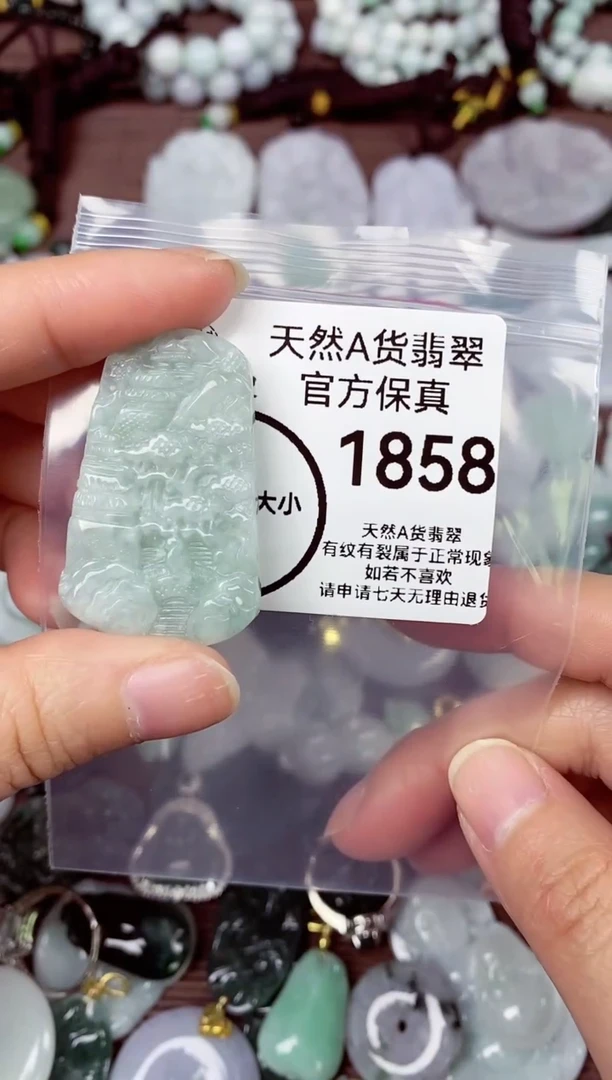 天然A货翡翠
官方保真
1858
大小
天然A货翡翠
有纹有裂属于正常现象
如若不喜欢
请申请七天无理由退货